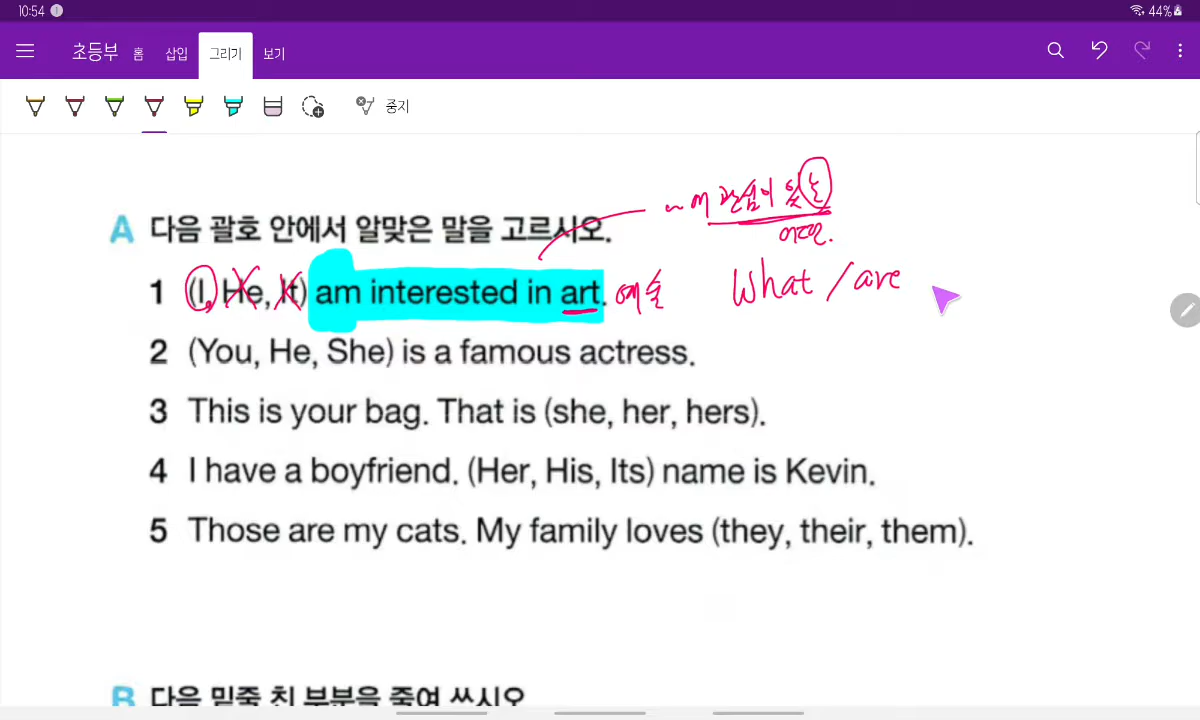 10:54
44%
초등부 홈 삽입 그리기 보기
중지
~에 관심이 있는
어떤.
A 다음 괄호 안에서 알맞은 말을 고르시오.
1 (I, He, It) am interested in art. 예술 What / are
2 (You, He, She) is a famous actress.
3 This is your bag. That is (she, her, hers).
4 I have a boyfriend. (Her, His, Its) name is Kevin.
5 Those are my cats. My family loves (they, their, them).
B 다음 밑줄 친 부분을 줄여 쓰시오